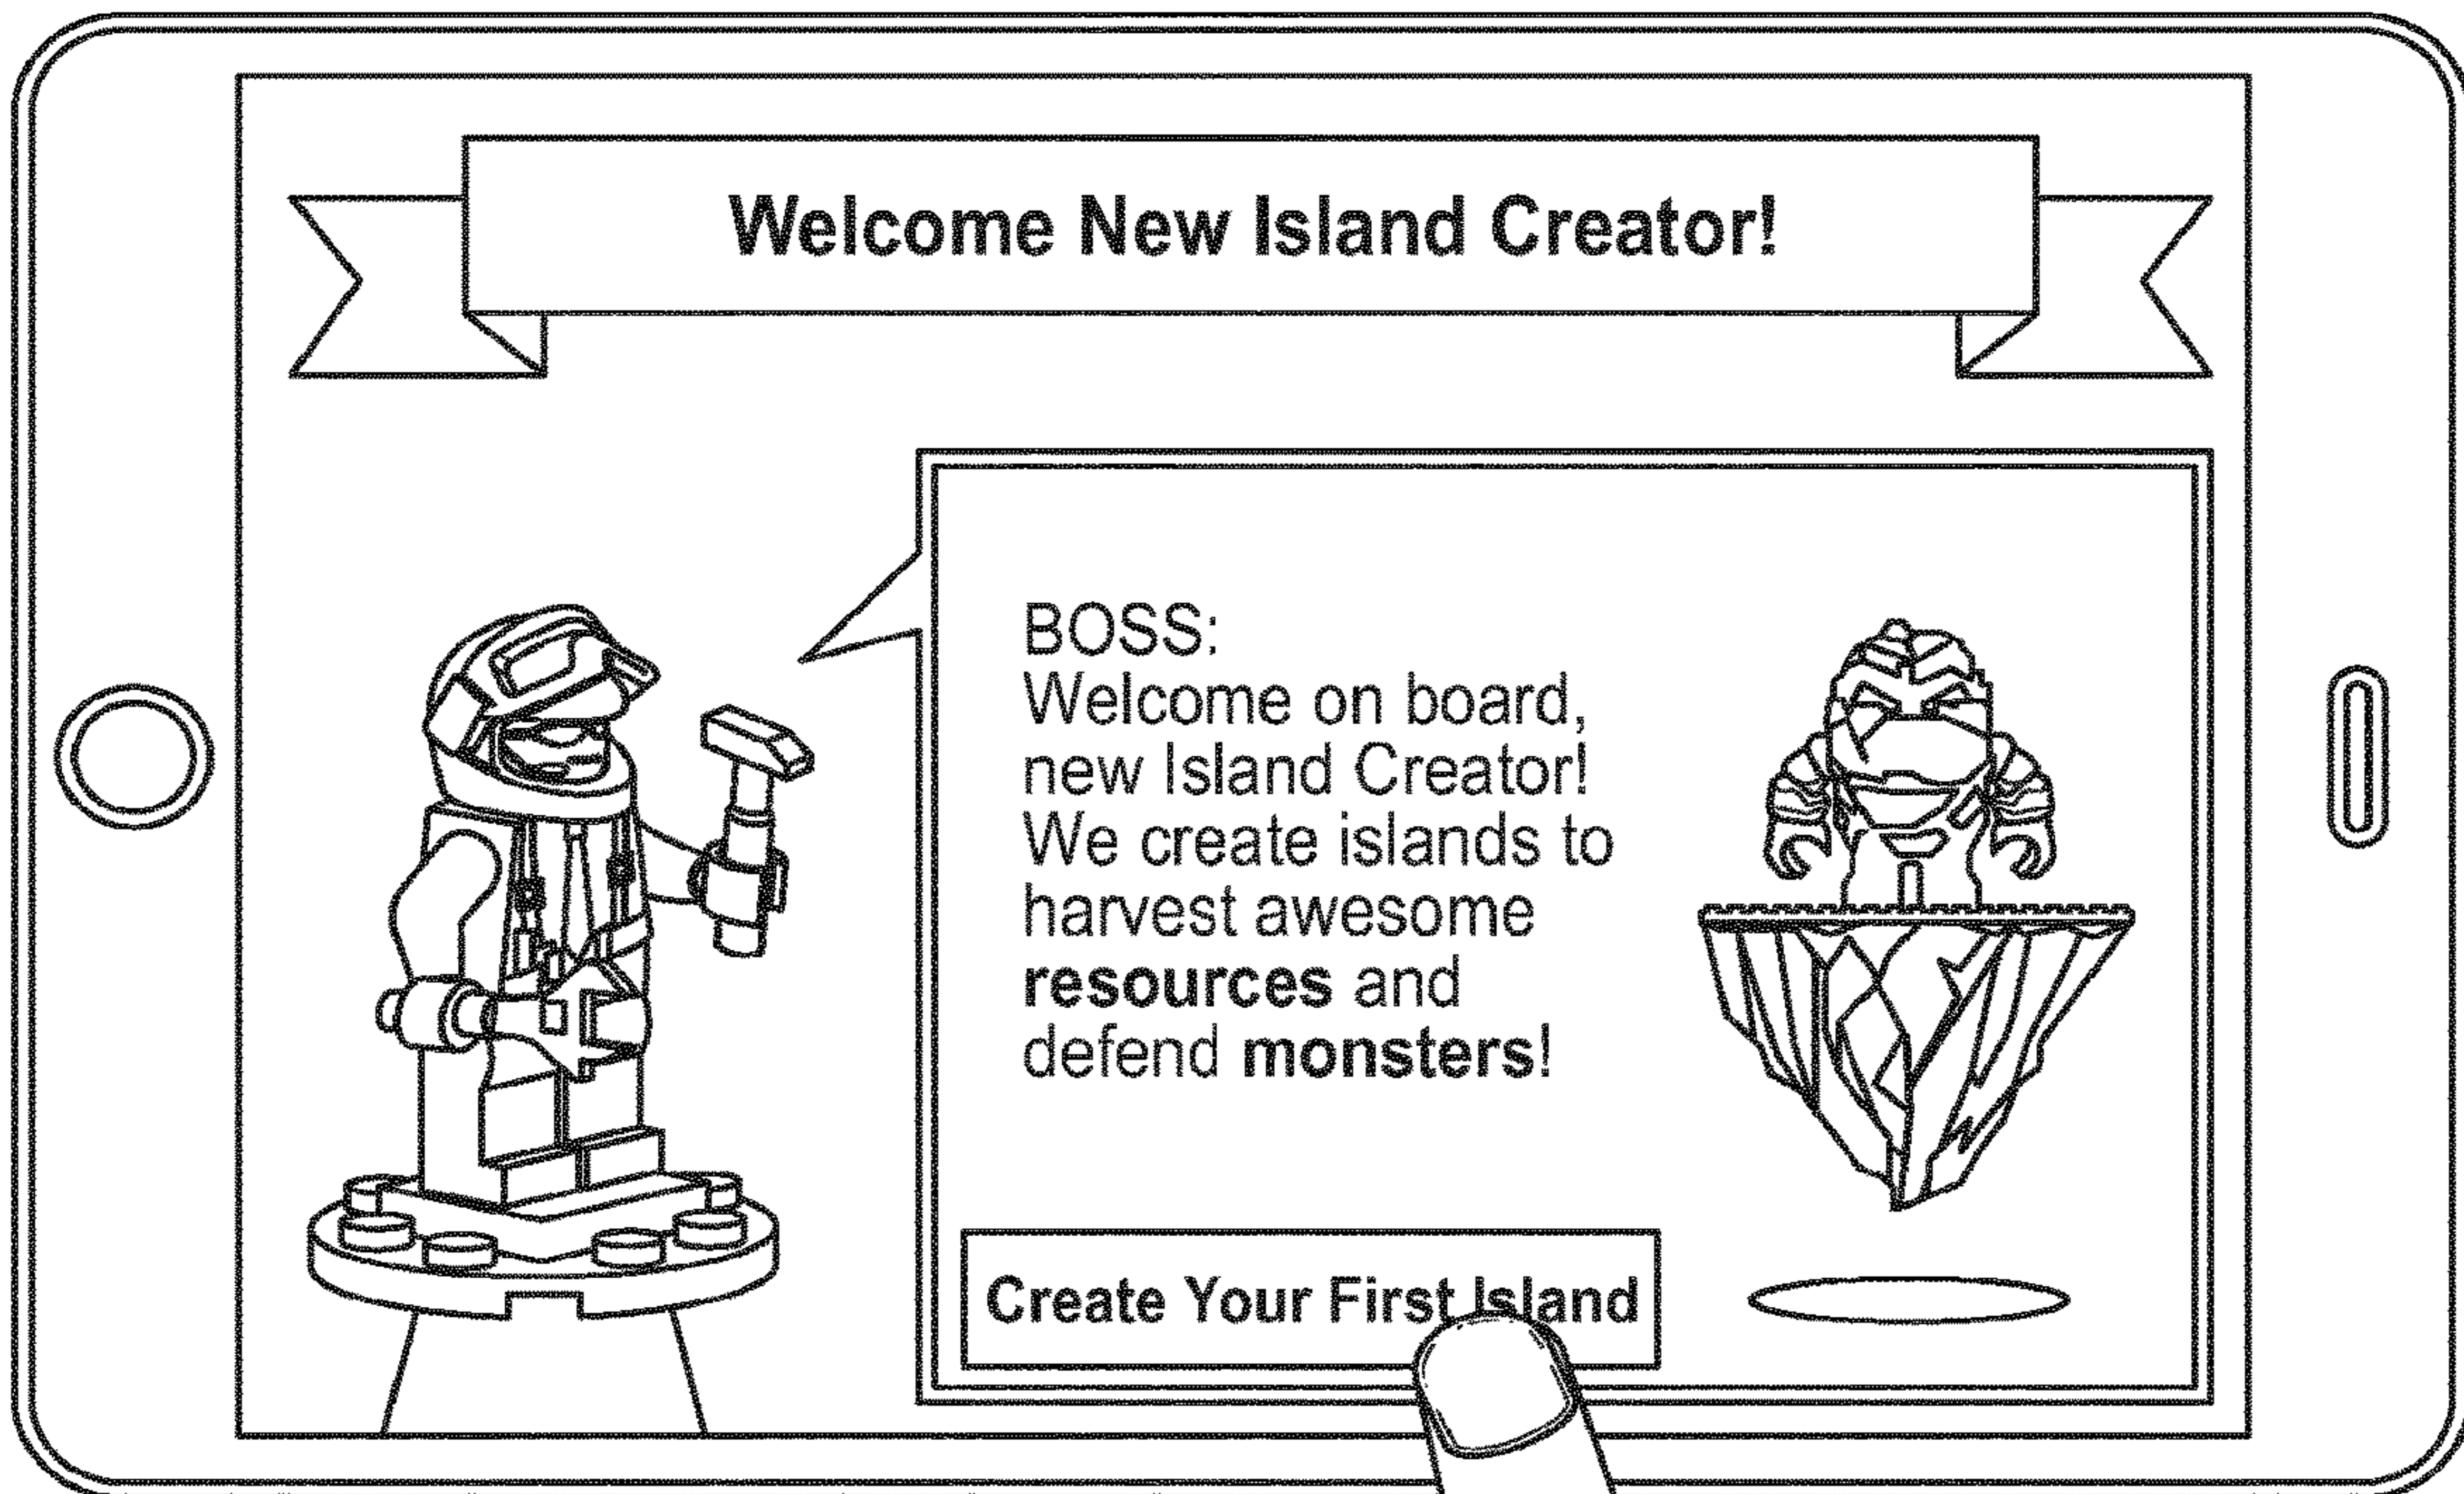 Welcome New Island Creator!
BOSS:
Welcome on board,
new Island Creator!
We create islands to
harvest awesome
resources and
defend monsters!
Create Your First Island